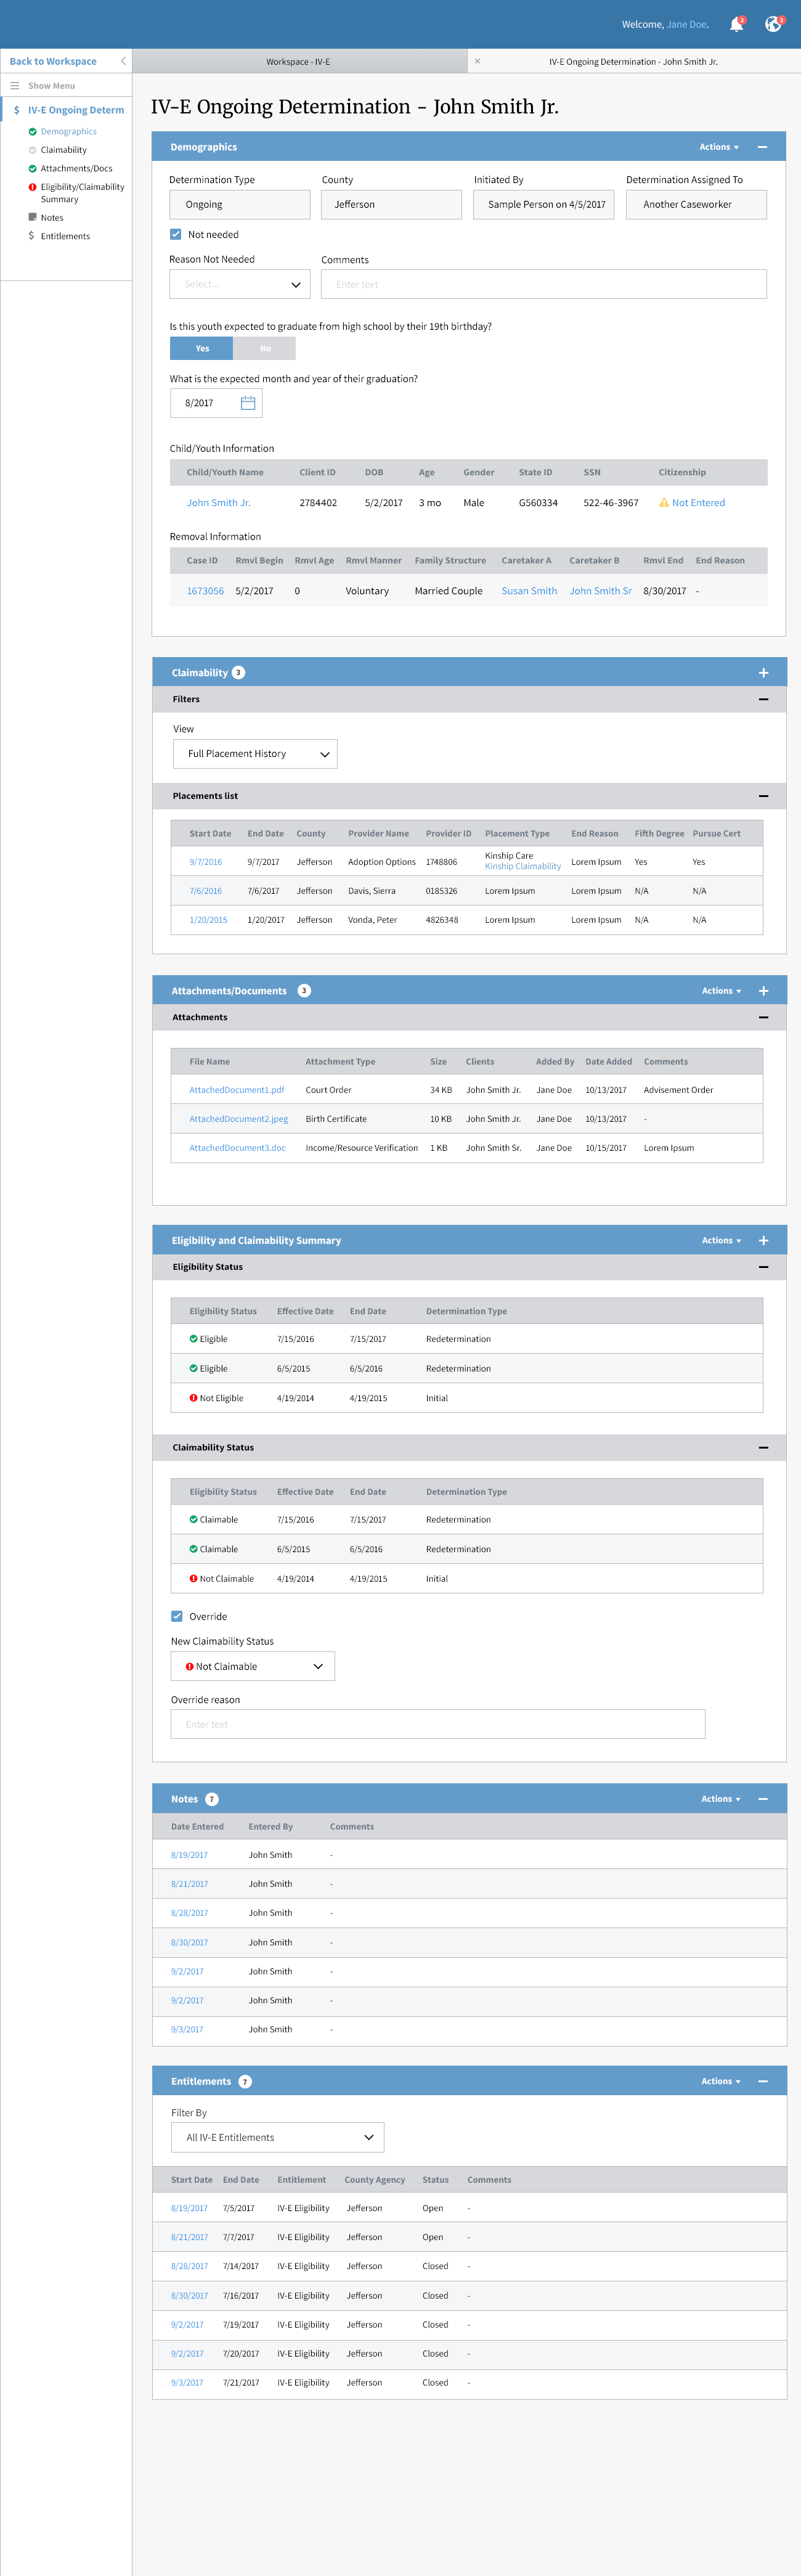 Welcome, Jane Doe.
3
2
Back to Workspace
Workspace - IV-E
IV-E Ongoing Determination - John Smith Jr.
Show Menu
$ IV-E Ongoing Determ
Demographics
Claimability
Attachments/Docs
Eligibility/Claimability
Summary
Notes
$ Entitlements
IV-E Ongoing Determination - John Smith Jr.
Demographics Actions
Determination Type County Initiated By Determination Assigned To
Ongoing Jefferson Sample Person on 4/5/2017 Another Caseworker
Not needed
Reason Not Needed Comments
Select... Enter text
Is this youth expected to graduate from high school by their 19th birthday?
Yes No
What is the expected month and year of their graduation?
8/2017
Child/Youth Information
Child/Youth Name Client ID DOB Age Gender State ID SSN Citizenship
John Smith Jr. 2784402 5/2/2017 3 mo Male G560334 522-46-3967 Not Entered
Removal Information
Case ID Rmvl Begin Rmvl Age Rmvl Manner Family Structure Caretaker A Caretaker B Rmvl End End Reason
1673056 5/2/2017 0 Voluntary Married Couple Susan Smith John Smith Sr 8/30/2017 -
Claimability 3
Filters
View
Full Placement History
Placements list
Start Date End Date County Provider Name Provider ID Placement Type End Reason Fifth Degree Pursue Cert
9/7/2016 9/7/2017 Jefferson Adoption Options 1748806 Kinship Care Lorem Ipsum Yes Yes
Kinship Claimability
7/6/2016 7/6/2017 Jefferson Davis, Sierra 0185326 Lorem Ipsum Lorem Ipsum N/A N/A
1/20/2015 1/20/2017 Jefferson Vonda, Peter 4826348 Lorem Ipsum Lorem Ipsum N/A N/A
Attachments/Documents 3 Actions
Attachments
File Name Attachment Type Size Clients Added By Date Added Comments
AttachedDocument1.pdf Court Order 34 KB John Smith Jr. Jane Doe 10/13/2017 Advisement Order
AttachedDocument2.jpeg Birth Certificate 10 KB John Smith Jr. Jane Doe 10/13/2017 -
AttachedDocument3.doc Income/Resource Verification 1 KB John Smith Sr. Jane Doe 10/15/2017 Lorem Ipsum
Eligibility and Claimability Summary Actions
Eligibility Status
Eligibility Status Effective Date End Date Determination Type
Eligible 7/15/2016 7/15/2017 Redetermination
Eligible 6/5/2015 6/5/2016 Redetermination
Not Eligible 4/19/2014 4/19/2015 Initial
Claimability Status
Eligibility Status Effective Date End Date Determination Type
Claimable 7/15/2016 7/15/2017 Redetermination
Claimable 6/5/2015 6/5/2016 Redetermination
Not Claimable 4/19/2014 4/19/2015 Initial
Override
New Claimability Status
Not Claimable
Override reason
Enter text
Notes 7 Actions
Date Entered Entered By Comments
8/19/2017 John Smith -
8/21/2017 John Smith -
8/28/2017 John Smith -
8/30/2017 John Smith -
9/2/2017 John Smith -
9/2/2017 John Smith -
9/3/2017 John Smith -
Entitlements 7 Actions
Filter By
All IV-E Entitlements
Start Date End Date Entitlement County Agency Status Comments
8/19/2017 7/5/2017 IV-E Eligibility Jefferson Open -
8/21/2017 7/7/2017 IV-E Eligibility Jefferson Open -
8/28/2017 7/14/2017 IV-E Eligibility Jefferson Closed -
8/30/2017 7/16/2017 IV-E Eligibility Jefferson Closed -
9/2/2017 7/19/2017 IV-E Eligibility Jefferson Closed -
9/2/2017 7/20/2017 IV-E Eligibility Jefferson Closed -
9/3/2017 7/21/2017 IV-E Eligibility Jefferson Closed -